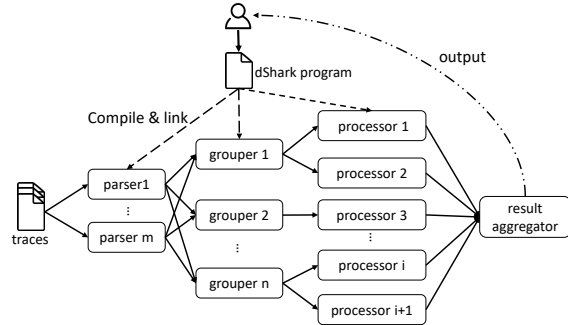 output
dShark program
Compile & link
processor 1
grouper 1
processor 2
parser1
...
traces
parser m
grouper 2
processor 3
...
...
result
aggregator
grouper n
processor i
processor i+1